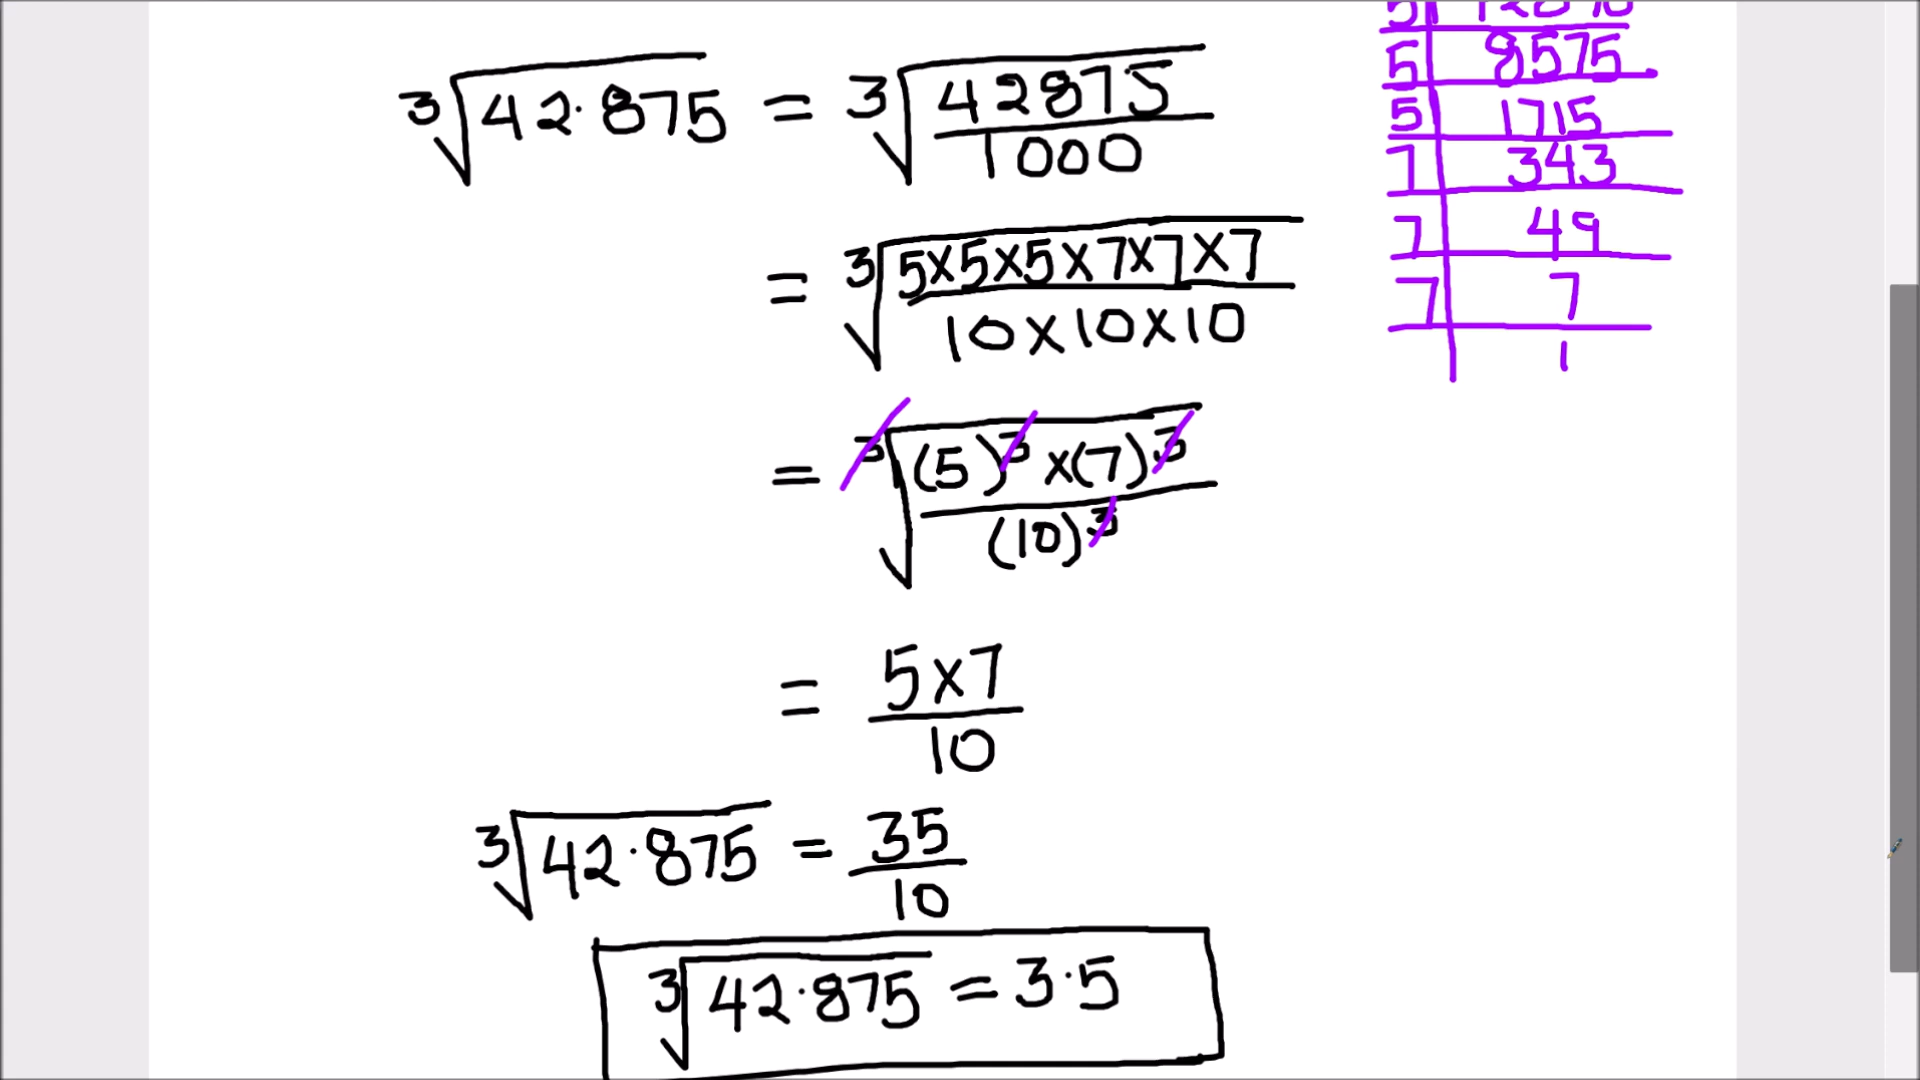 ∛42·875 = ∛(42875/1000)
= ∛(5×5×5×7×7×7/10×10×10)
= ∛((5)³×(7)³/(10)³)
= 5×7/10
∛42·875 = 35/10
∛42·875 = 3·5
5 | 8575
5 | 1715
7 | 343
7 | 49
7 | 7
1